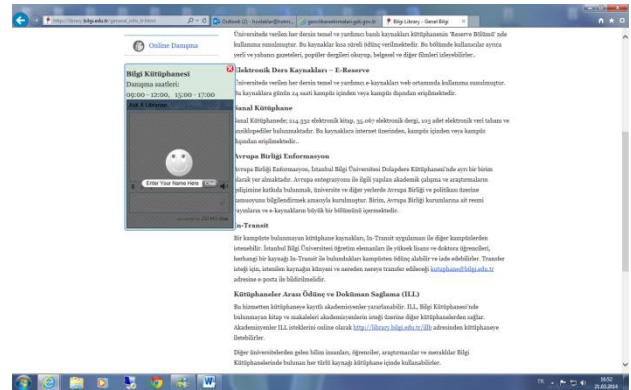 http://library.bilgi.edu.tr/general_info_tr.html
Bilgi Kütüphanesi - Genel Bilgi
Online Danışma
Bilgi Kütüphanesi
Danışma saatleri:
09:00 - 12:00, 15:00 - 17:00
Ask A Librarian
Enter Your Name Here
Üniversitede verilen her dersin temel ve yardımcı basılı kaynakları kütüphanenin 'Reserve Bölümü' nde
kullanıma sunulmuştur. Bu kaynaklar kısa süreli ödünç verilmektedir. Bu bölümde kullanıcılar ayrıca
yerli ve yabancı gazeteleri, popüler dergileri okuyup, belgesel ve diğer filmleri izleyebilirler.
Elektronik Ders Kaynakları – E-Reserve
Üniversitede verilen her dersin temel ve yardımcı e-kaynakları web ortamında kullanıma sunulmuştur.
Bu kaynaklara günün 24 saati kampüs içinden veya kampüs dışından erişilmektedir.
Sanal Kütüphane
Sanal Kütüphanede; 214.332 elektronik kitap, 35.067 elektronik dergi, 103 adet elektronik veri tabanı ve
ansiklopediler bulunmaktadır. Bu kaynaklara internet üzerinden, kampüs içinden veya kampüs
dışından erişilmektedir..
Avrupa Birliği Enformasyon
Avrupa Birliği Enformasyon, İstanbul Bilgi Üniversitesi Dolapdere Kütüphanesi'nde ayrı bir birim
olarak yer almaktadır. Avrupa entegrasyonu ile ilgili yapılan akademik çalışma ve araştırmaların
gelişimine katkıda bulunmak, üniversite ve diğer yerlerde Avrupa Birliği ve politikası üzerine
kamuoyunu bilgilendirmek amacıyla kurulmuştur. Birim, Avrupa Birliği kurumlarına ait resmi
yayınların ve e-kaynakların büyük bir bölümünü içermektedir.
In-Transit
Bir kampüste bulunmayan kütüphane kaynakları, In-Transit uygulaması ile diğer kampüslerden
istenebilir. İstanbul Bilgi Üniversitesi öğretim elemanları ile yüksek lisans ve doktora öğrencileri,
herhangi bir kaynağı In-Transit ile bulundukları kampüsten ödünç alabilir ve iade edebilirler. Transfer
isteği için, istenilen kaynağın künyesi ve nereden nereye transfer edileceği kutuphane@bilgi.edu.tr
adresine e-posta ile bildirilmelidir.
Kütüphaneler Arası Ödünç ve Doküman Sağlama (ILL)
Bu hizmetten kütüphaneye kayıtlı akademisyenler yararlanabilir. ILL, Bilgi Kütüphanesi'nde
bulunmayan kitap ve makaleleri akademisyenlerin isteği üzerine diğer kütüphanelerden sağlar.
Akademisyenler ILL isteklerini online olarak http://library.bilgi.edu.tr/illb adresinden kütüphaneye
iletebilirler.
Diğer üniversitelerden gelen bilim insanları, öğrenciler, araştırmacılar ve meraklılar Bilgi
Kütüphanelerinde bulunan her türlü kaynağı kütüphane içinde kullanabilirler.
TR
16:52
21.03.2014